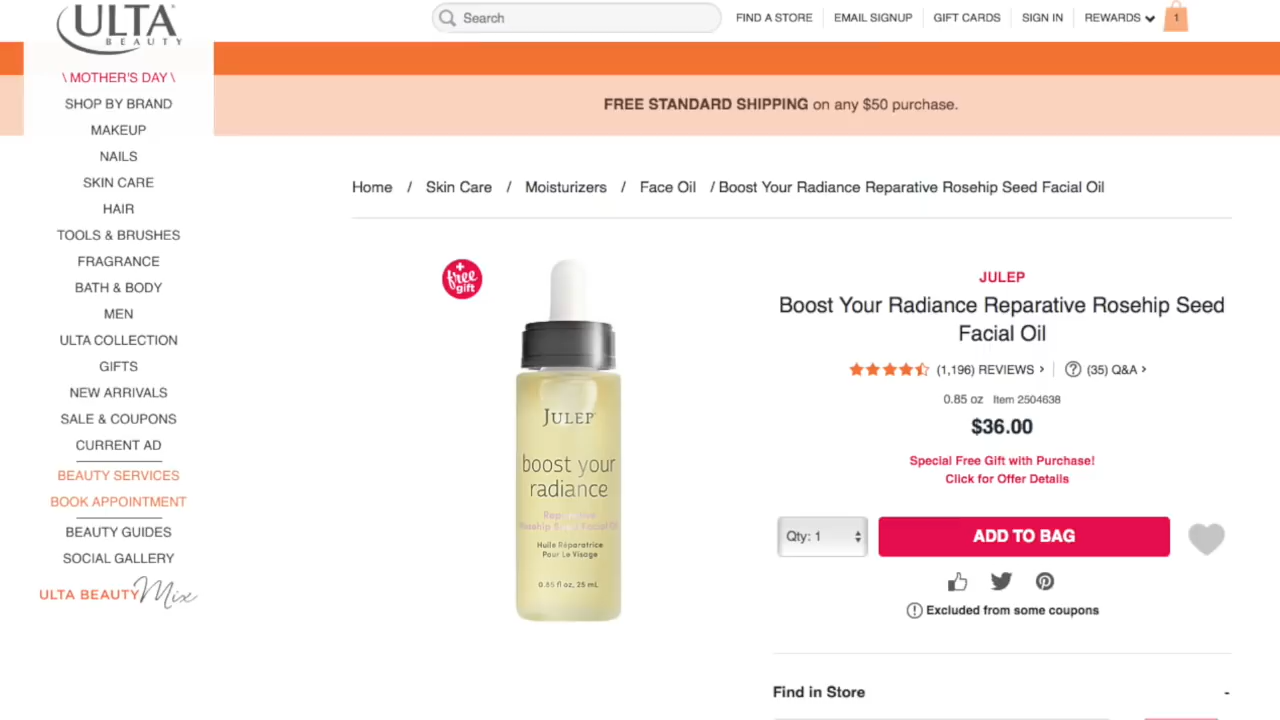 ULTA
BEAUTY
Search
FIND A STORE
EMAIL SIGNUP
GIFT CARDS
SIGN IN
REWARDS
1
\ MOTHER'S DAY \
SHOP BY BRAND
MAKEUP
NAILS
SKIN CARE
HAIR
TOOLS & BRUSHES
FRAGRANCE
BATH & BODY
MEN
ULTA COLLECTION
GIFTS
NEW ARRIVALS
SALE & COUPONS
CURRENT AD
BEAUTY SERVICES
BOOK APPOINTMENT
BEAUTY GUIDES
SOCIAL GALLERY
ULTA BEAUTY Mix
FREE STANDARD SHIPPING on any $50 purchase.
Home / Skin Care / Moisturizers / Face Oil / Boost Your Radiance Reparative Rosehip Seed Facial Oil
+
free
gift
JULEP
boost your
radiance
Reparative
Rosehip Seed Facial Oil
Huile Réparatrice
Pour Le Visage
0.85 fl oz, 25 mL
JULEP
Boost Your Radiance Reparative Rosehip Seed
Facial Oil
(1,196) REVIEWS >
? (35) Q&A >
0.85 oz Item 2504638
$36.00
Special Free Gift with Purchase!
Click for Offer Details
Qty: 1
ADD TO BAG
! Excluded from some coupons
Find in Store -